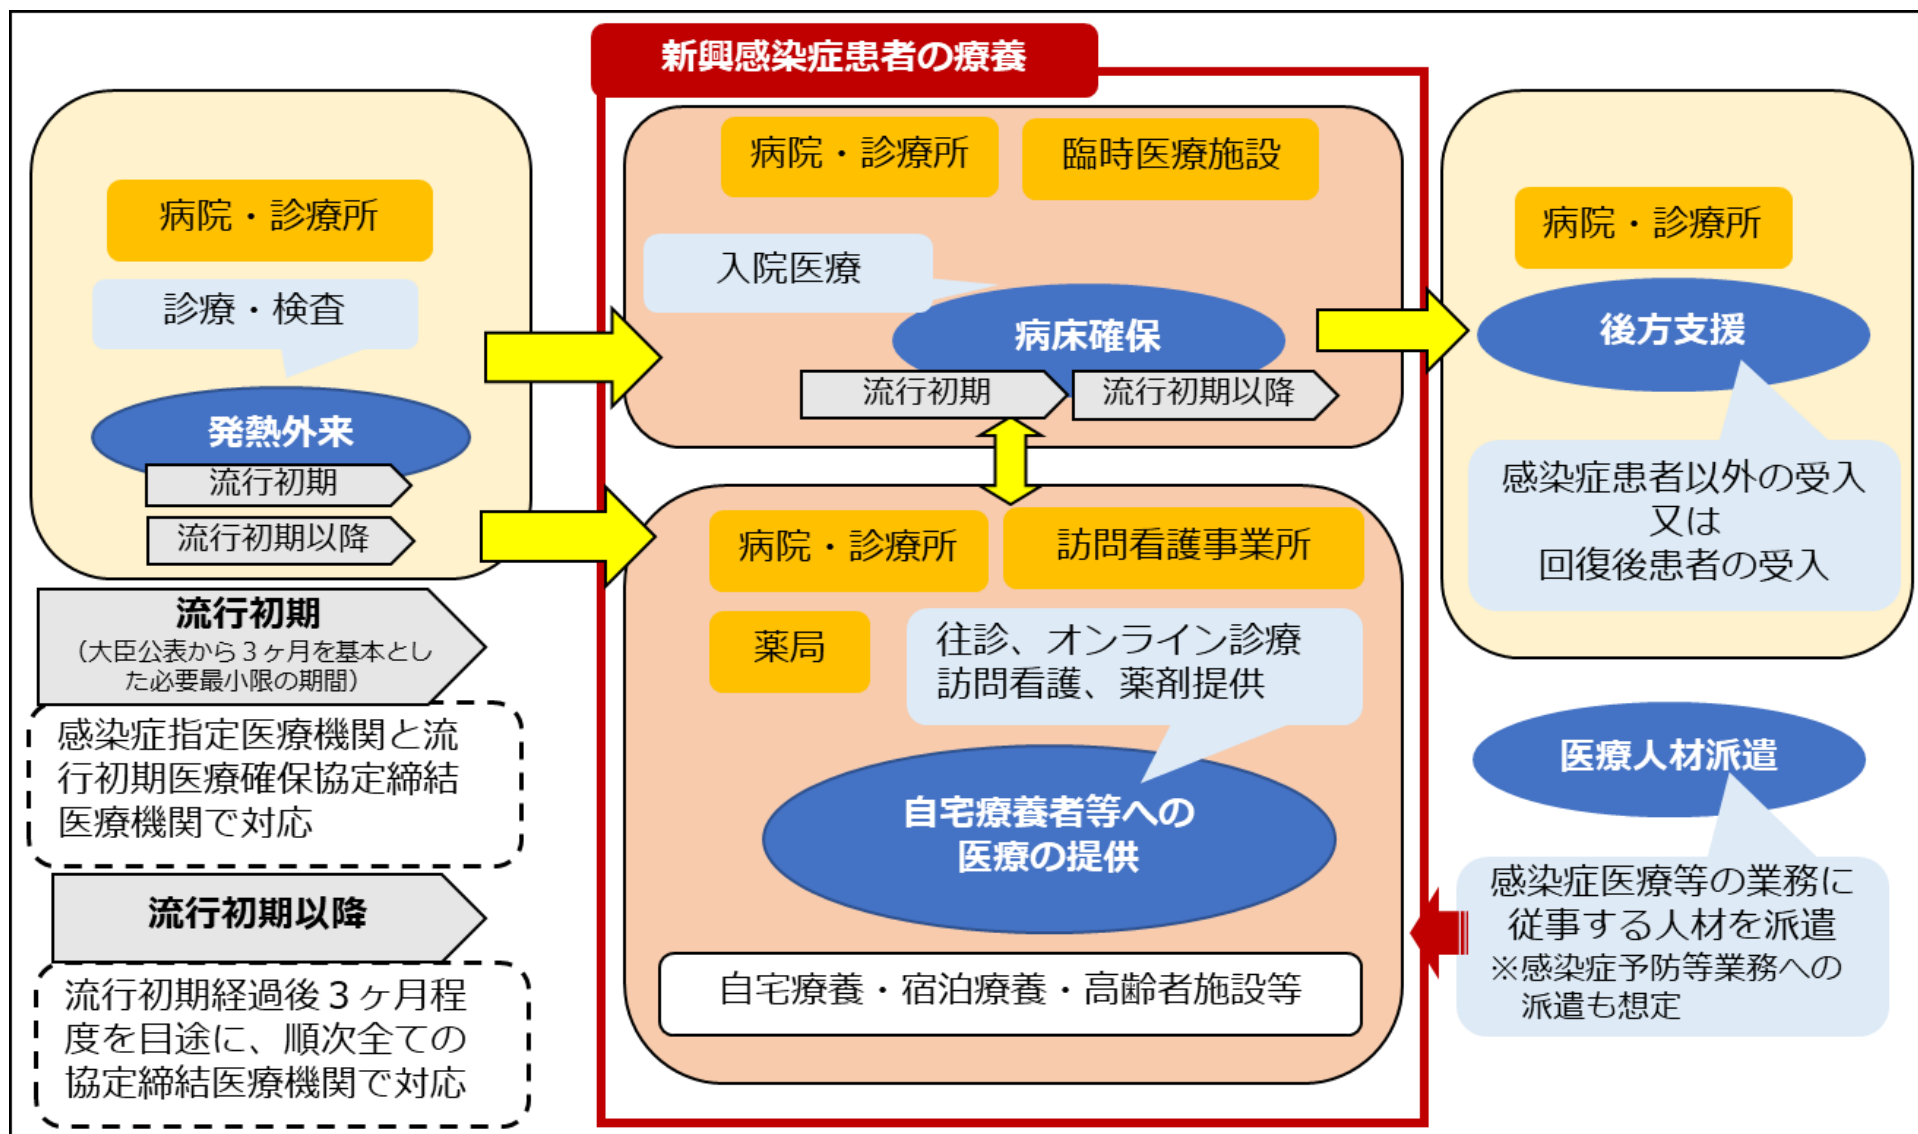 新興感染症患者の療養
病院・診療所
診療・検査
発熱外来
流行初期
流行初期以降
流行初期
(大臣公表から3ヶ月を基本とし
た必要最小限の期間)
感染症指定医療機関と流
行初期医療確保協定締結
医療機関で対応
流行初期以降
流行初期経過後3ヶ月程
度を目途に、順次全ての
協定締結医療機関で対応
病院・診療所
臨時医療施設
入院医療
病床確保
流行初期
流行初期以降
病院・診療所
訪問看護事業所
薬局
往診、オンライン診療
訪問看護、薬剤提供
自宅療養者等への
医療の提供
自宅療養・宿泊療養・高齢者施設等
病院・診療所
後方支援
感染症患者以外の受入
又は
回復後患者の受入
医療人材派遣
感染症医療等の業務に
従事する人材を派遣
※感染症予防等業務への
派遣も想定